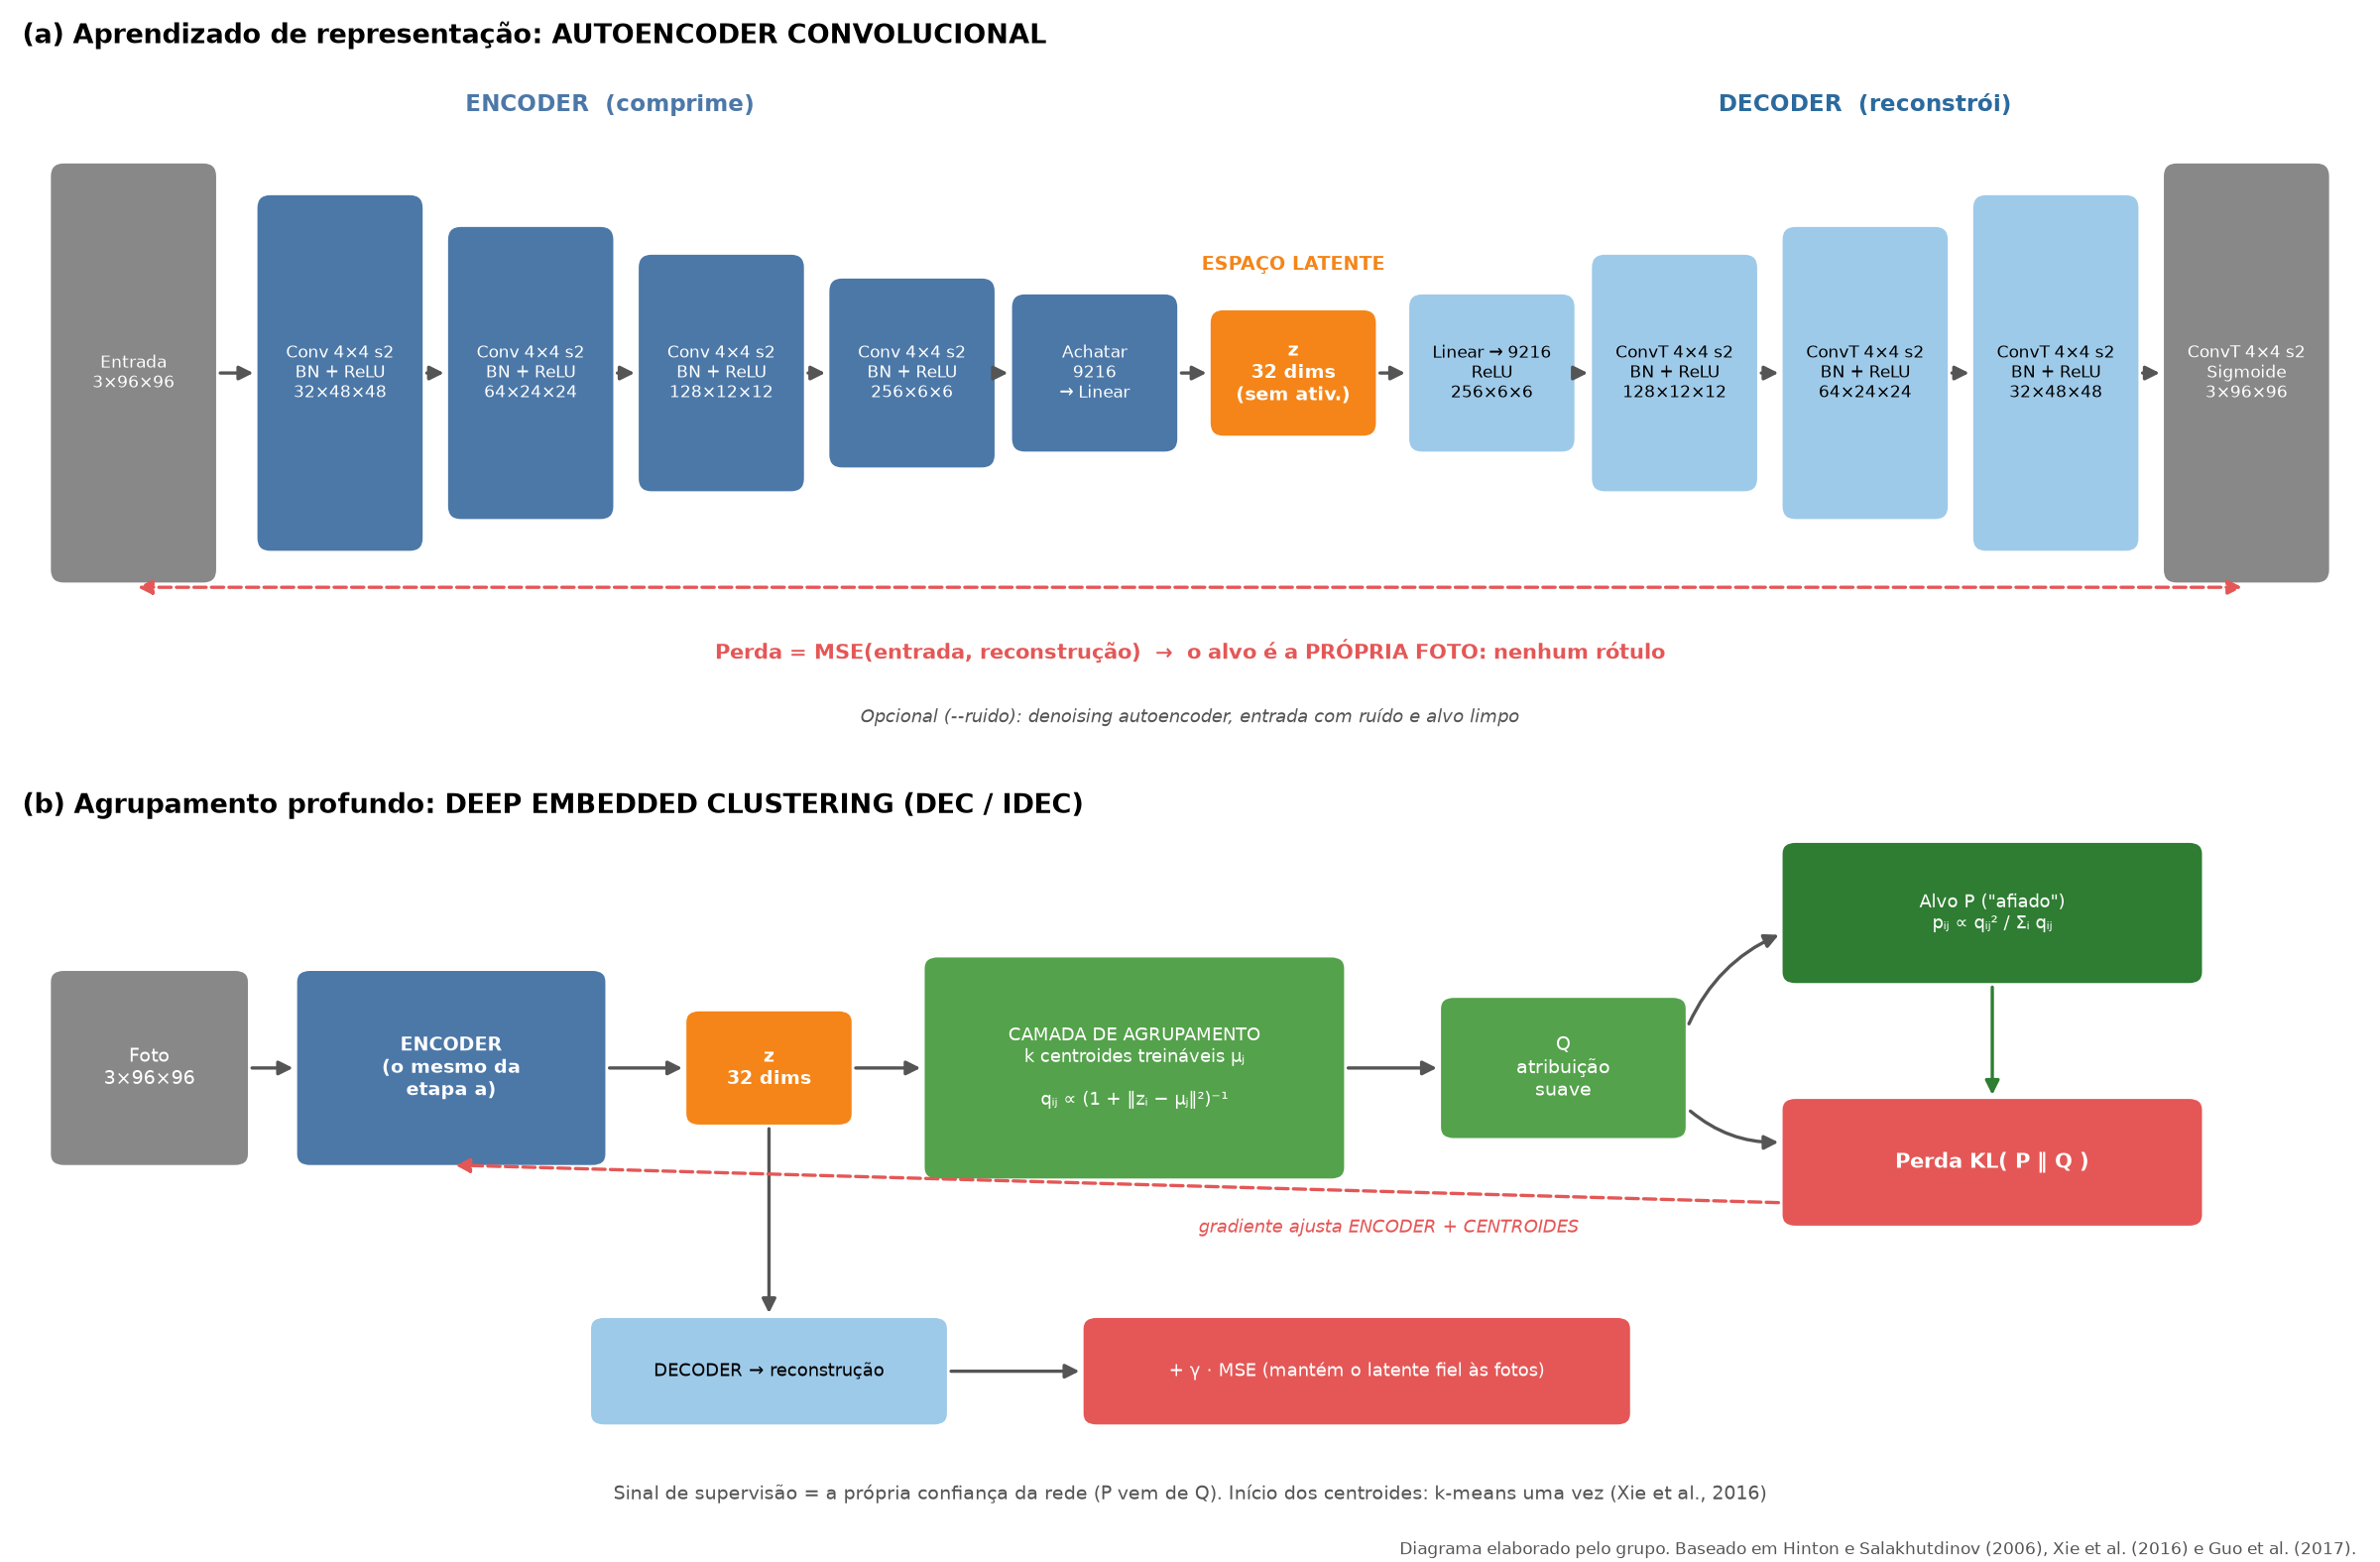 (a) Aprendizado de representação: AUTOENCODER CONVOLUCIONAL
ENCODER (comprime)
DECODER (reconstrói)
Entrada
3×96×96
Conv 4×4 s2
BN + ReLU
32×48×48
Conv 4×4 s2
BN + ReLU
64×24×24
Conv 4×4 s2
BN + ReLU
128×12×12
Conv 4×4 s2
BN + ReLU
256×6×6
Achatar
9216
→ Linear
ESPAÇO LATENTE
z
32 dims
(sem ativ.)
Linear → 9216
ReLU
256×6×6
ConvT 4×4 s2
BN + ReLU
128×12×12
ConvT 4×4 s2
BN + ReLU
64×24×24
ConvT 4×4 s2
BN + ReLU
32×48×48
ConvT 4×4 s2
Sigmoide
3×96×96
Perda = MSE(entrada, reconstrução) → o alvo é a PRÓPRIA FOTO: nenhum rótulo
Opcional (--ruido): denoising autoencoder, entrada com ruído e alvo limpo
(b) Agrupamento profundo: DEEP EMBEDDED CLUSTERING (DEC / IDEC)
Foto
3×96×96
ENCODER
(o mesmo da
etapa a)
z
32 dims
CAMADA DE AGRUPAMENTO
k centroides treináveis μⱼ
qᵢⱼ ∝ (1 + ‖zᵢ − μⱼ‖²)⁻¹
Q
atribuição
suave
Alvo P ("afiado")
pᵢⱼ ∝ qᵢⱼ² / Σᵢ qᵢⱼ
Perda KL( P ‖ Q )
gradiente ajusta ENCODER + CENTROIDES
DECODER → reconstrução
+ γ · MSE (mantém o latente fiel às fotos)
Sinal de supervisão = a própria confiança da rede (P vem de Q). Início dos centroides: k-means uma vez (Xie et al., 2016)
Diagrama elaborado pelo grupo. Baseado em Hinton e Salakhutdinov (2006), Xie et al. (2016) e Guo et al. (2017).